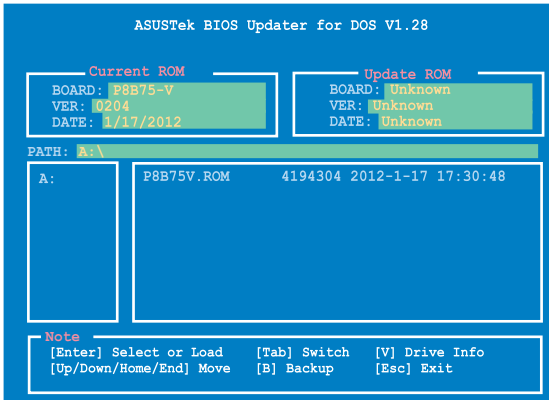 ASUSTek BIOS Updater for DOS V1.28
Current ROM
BOARD: P8B75-V
VER: 0204
DATE: 1/17/2012
Update ROM
BOARD: Unknown
VER: Unknown
DATE: Unknown
PATH: A:\
A:
P8B75V.ROM 4194304 2012-1-17 17:30:48
Note
[Enter] Select or Load [Tab] Switch [V] Drive Info
[Up/Down/Home/End] Move [B] Backup [Esc] Exit